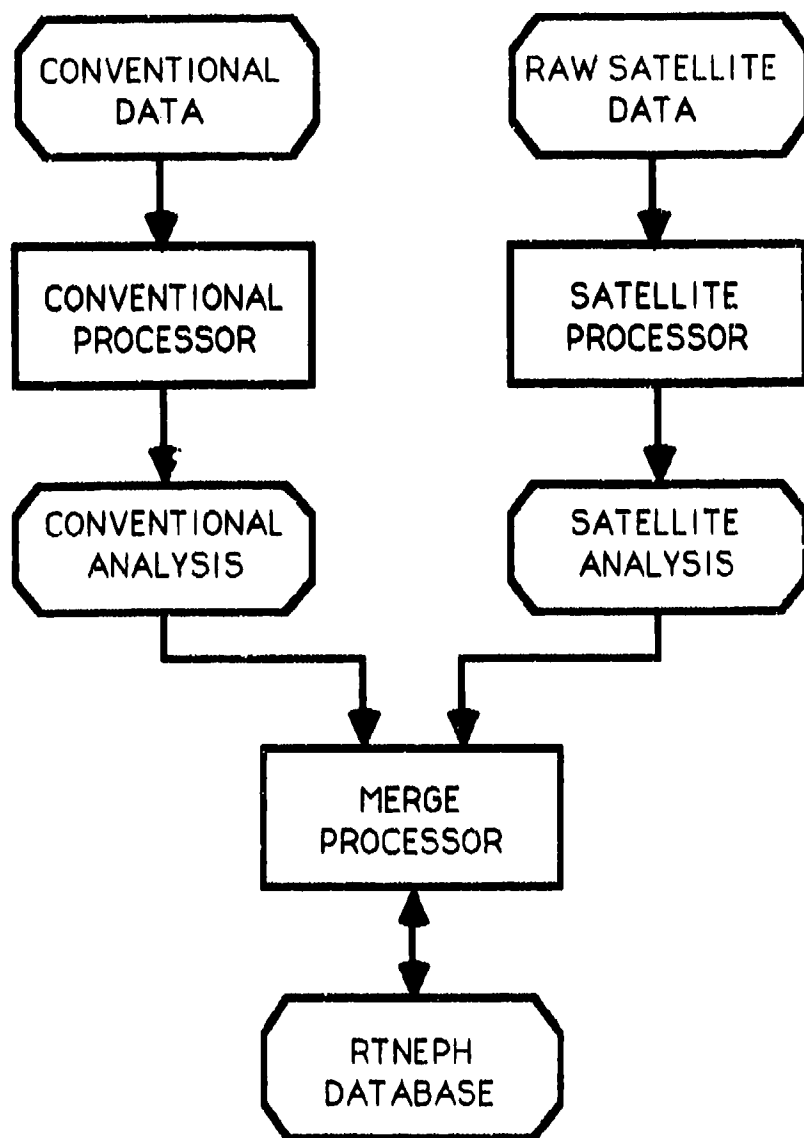 CONVENTIONAL
DATA
RAW SATELLITE
DATA
CONVENTIONAL
PROCESSOR
SATELLITE
PROCESSOR
CONVENTIONAL
ANALYSIS
SATELLITE
ANALYSIS
MERGE
PROCESSOR
RTNEPH
DATABASE